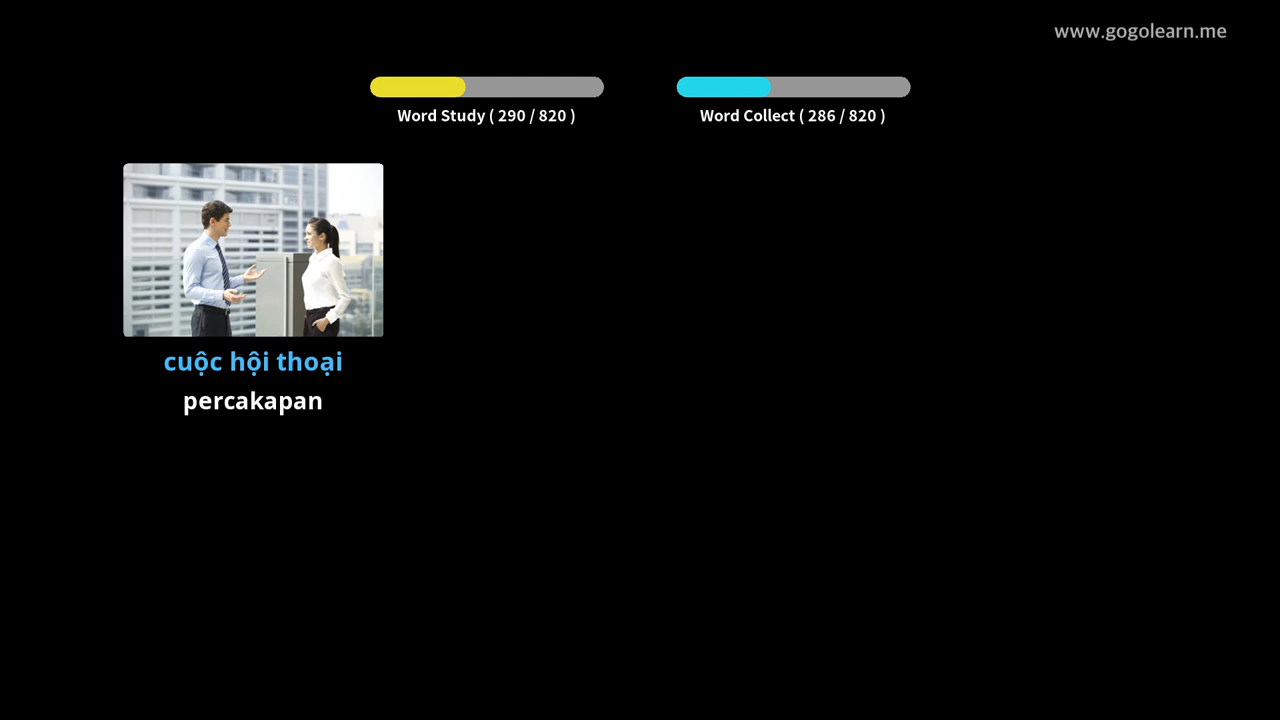 www.gogolearn.me
Word Study ( 290 / 820 )
Word Collect ( 286 / 820 )
cuộc hội thoại
percakapan